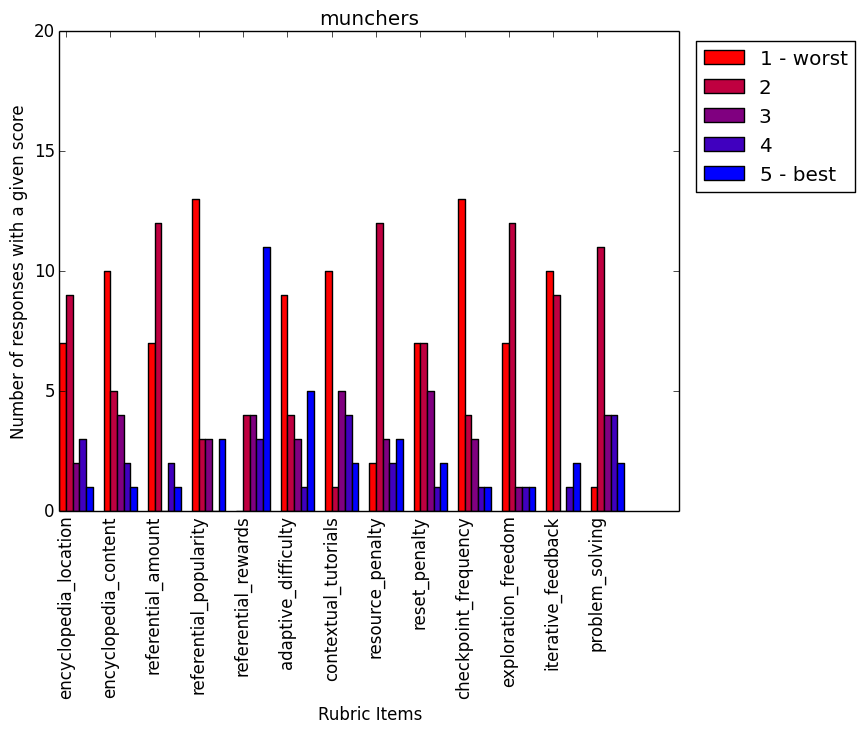 munchers
20
15
10
5
0
Number of responses with a given score
1 - worst
2
3
4
5 - best
encyclopedia_location
encyclopedia_content
referential_amount
referential_popularity
referential_rewards
adaptive_difficulty
contextual_tutorials
resource_penalty
reset_penalty
checkpoint_frequency
exploration_freedom
iterative_feedback
problem_solving
Rubric Items